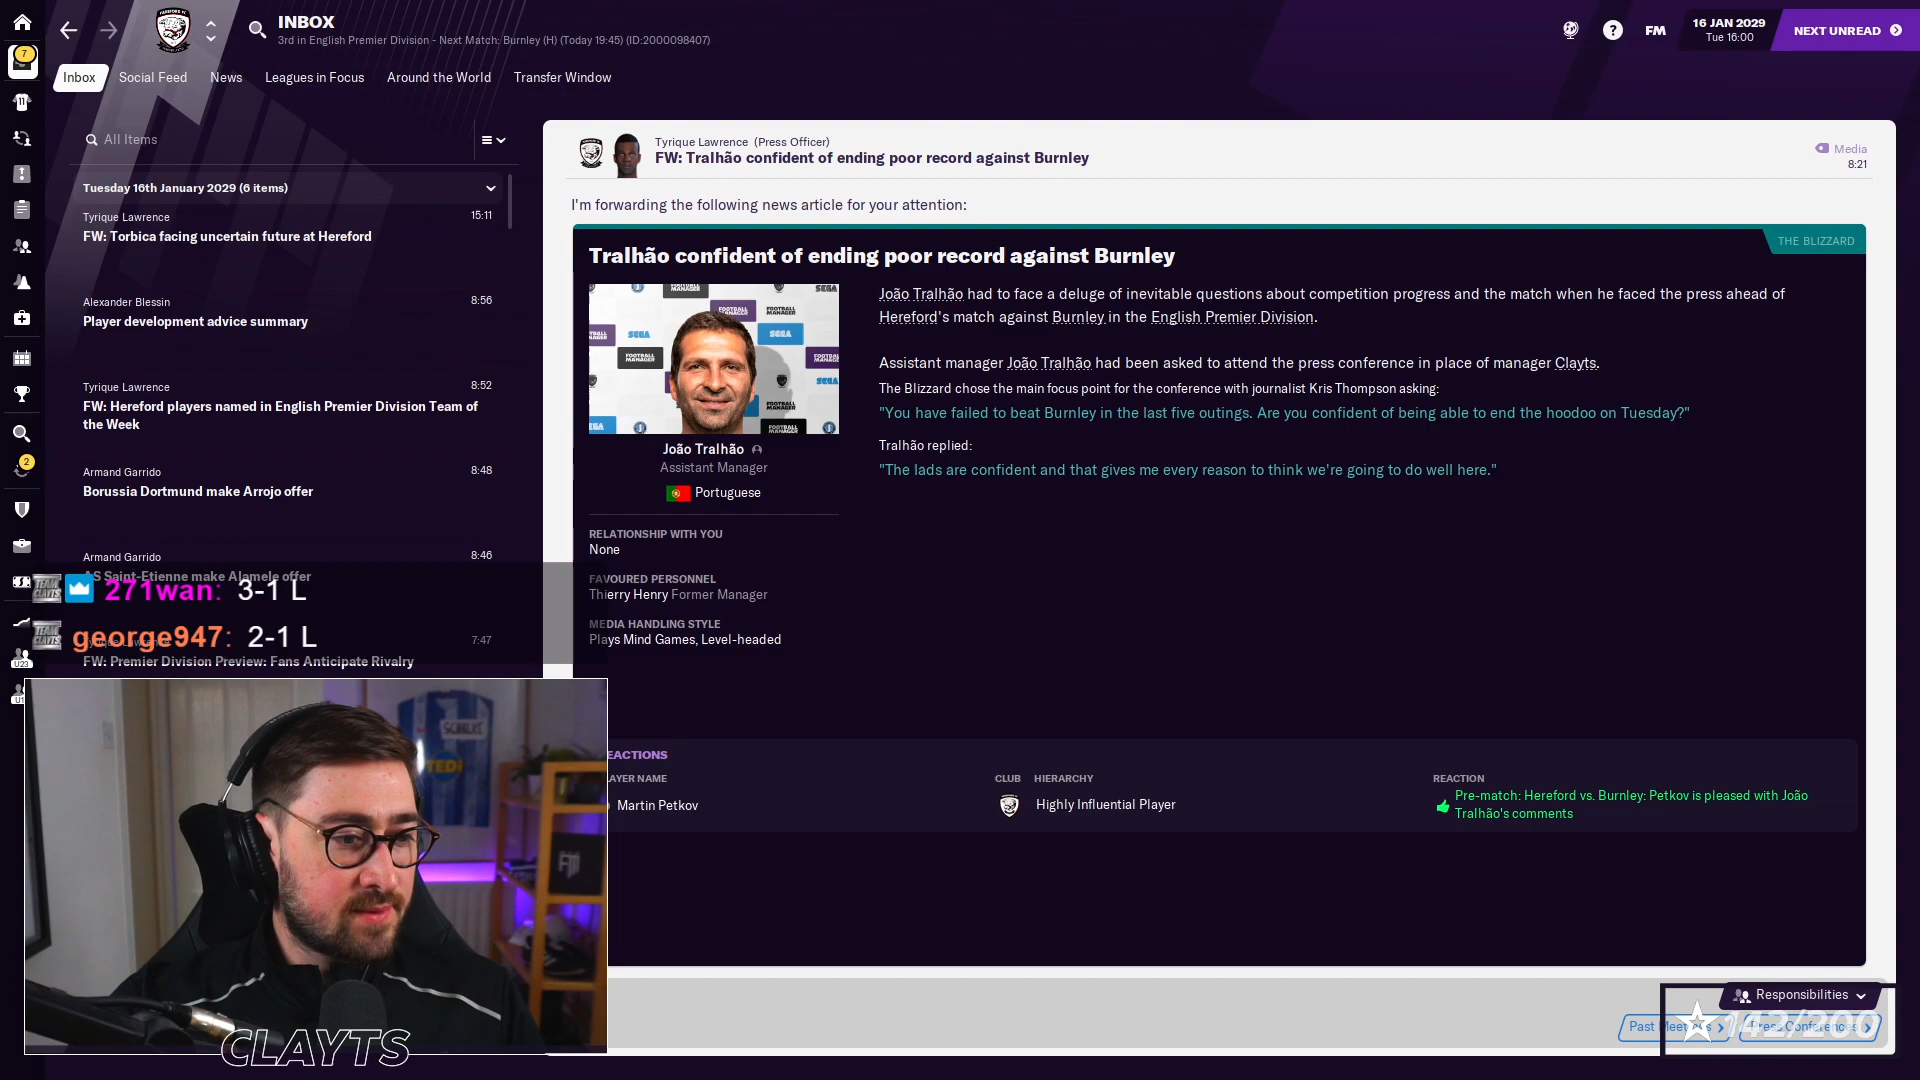 INBOX
3rd in English Premier Division - Next Match: Burnley (H) (Today 19:45) (ID:2000098407)
FM
16 JAN 2029
Tue 16:00
NEXT UNREAD
7
Inbox
Social Feed
News
Leagues in Focus
Around the World
Transfer Window
All Items
Tuesday 16th January 2029 (6 items)
Tyrique Lawrence
15:11
FW: Torbica facing uncertain future at Hereford
Alexander Blessin
8:56
Player development advice summary
Tyrique Lawrence
8:52
FW: Hereford players named in English Premier Division Team of
the Week
Armand Garrido
8:48
Borussia Dortmund make Arrojo offer
2
Armand Garrido
8:46
AS Saint-Etienne make Alamele offer
271wan: 3-1 L
george947: 2-1 L
7:47
FW: Premier Division Preview: Fans Anticipate Rivalry
U23
Tyrique Lawrence (Press Officer)
FW: Tralhão confident of ending poor record against Burnley
Media
8:21
I'm forwarding the following news article for your attention:
THE BLIZZARD
Tralhão confident of ending poor record against Burnley
João Tralhão
Assistant Manager
Portuguese
RELATIONSHIP WITH YOU
None
FAVOURED PERSONNEL
Thierry Henry Former Manager
MEDIA HANDLING STYLE
Plays Mind Games, Level-headed
João Tralhão had to face a deluge of inevitable questions about competition progress and the match when he faced the press ahead of
Hereford's match against Burnley in the English Premier Division.
Assistant manager João Tralhão had been asked to attend the press conference in place of manager Clayts.
The Blizzard chose the main focus point for the conference with journalist Kris Thompson asking:
"You have failed to beat Burnley in the last five outings. Are you confident of being able to end the hoodoo on Tuesday?"
Tralhão replied:
"The lads are confident and that gives me every reason to think we're going to do well here."
EACTIONS
AYER NAME
CLUB
HIERARCHY
REACTION
Martin Petkov
Highly Influential Player
Pre-match: Hereford vs. Burnley: Petkov is pleased with João
Tralhão's comments
Responsibilities
Press Conferences
142/200
CLAYTS
SEGA
FOOTBALL MANAGER